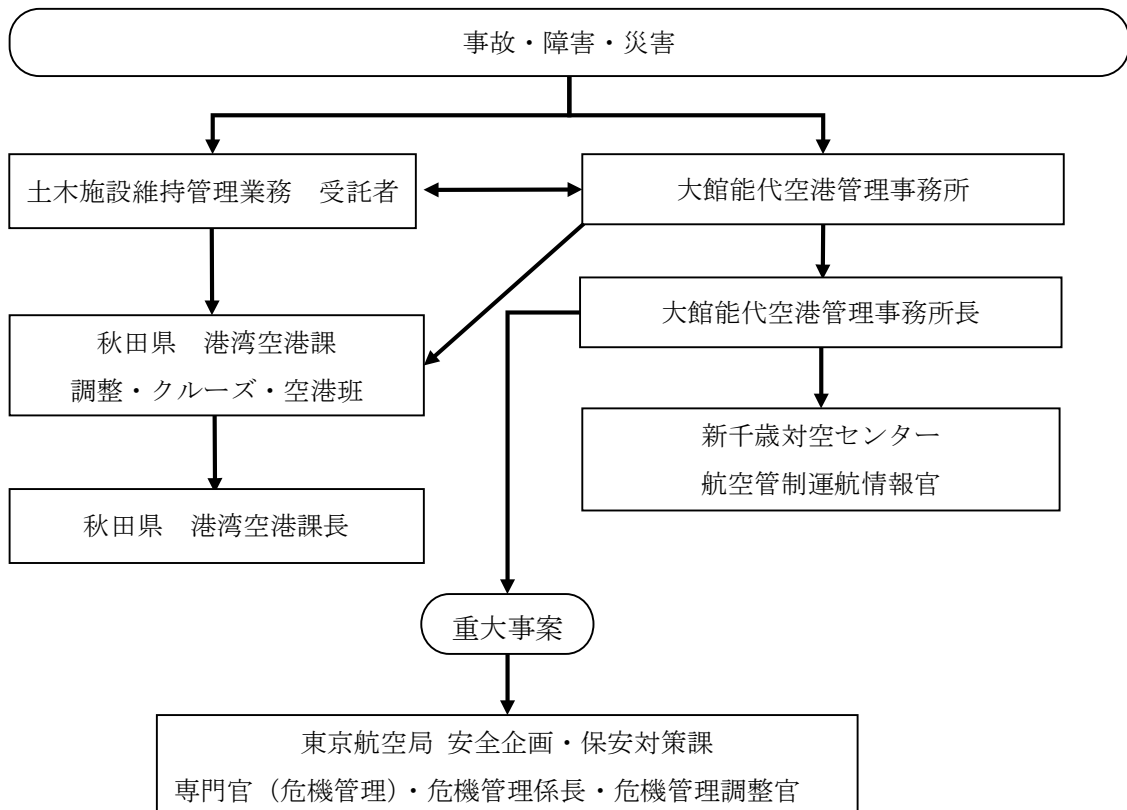 事故・障害・災害
土木施設維持管理業務　受託者
大館能代空港管理事務所
大館能代空港管理事務所長
秋田県　港湾空港課
調整・クルーズ・空港班
新千歳対空センター
航空管制運航情報官
秋田県　港湾空港課長
重大事案
東京航空局 安全企画・保安対策課
専門官（危機管理）・危機管理係長・危機管理調整官